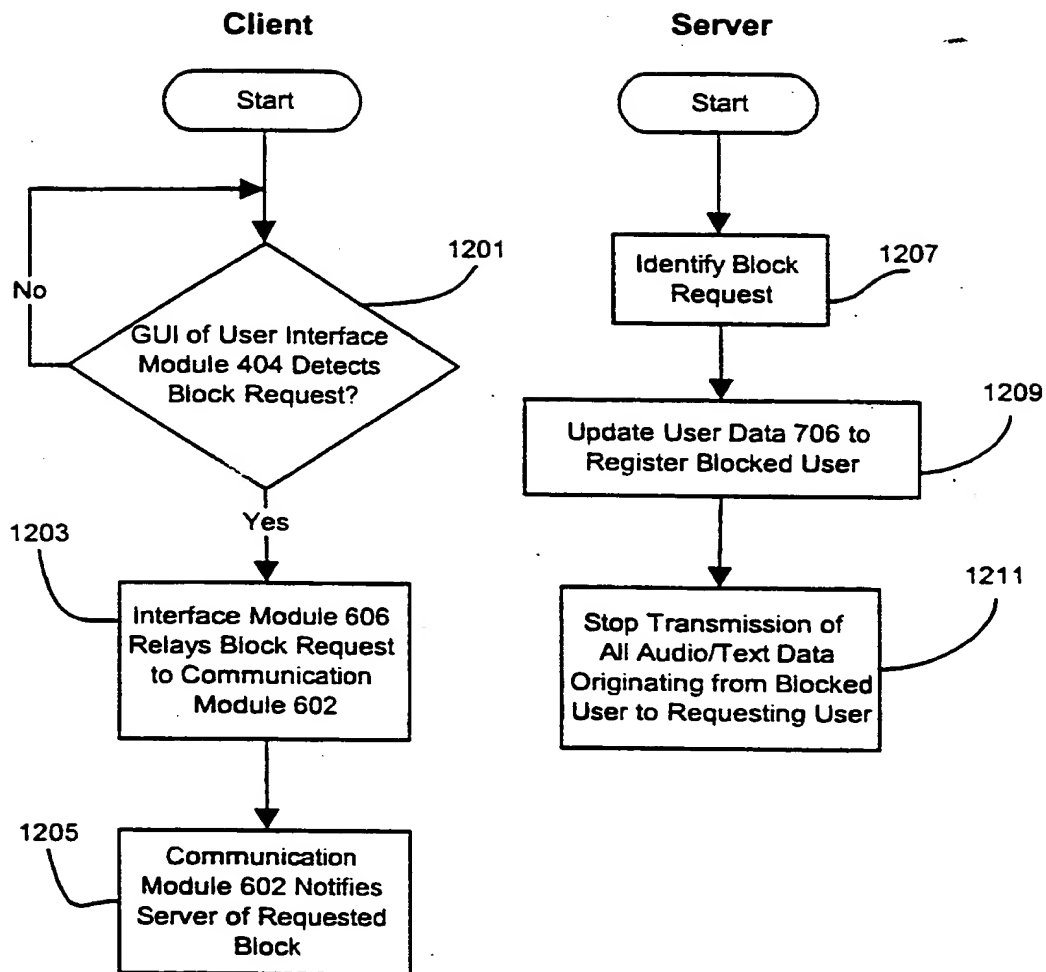 Client
Start
1201
No
GUI of User Interface
Module 404 Detects
Block Request?
Yes
1203
Interface Module 606
Relays Block Request
to Communication
Module 602
1205
Communication
Module 602 Notifies
Server of Requested
Block
Server
Start
1207
Identify Block
Request
1209
Update User Data 706 to
Register Blocked User
1211
Stop Transmission of
All Audio/Text Data
Originating from Blocked
User to Requesting User